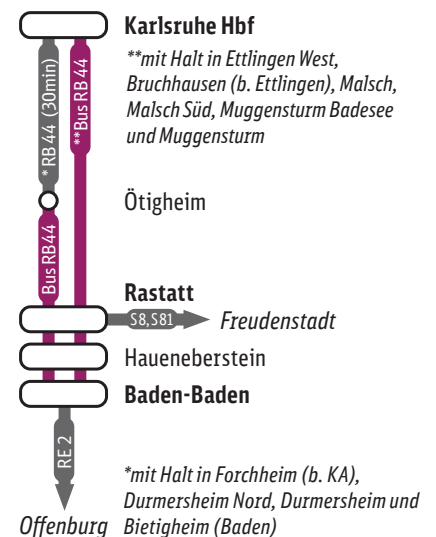 Karlsruhe Hbf
**mit Halt in Ettlingen West,
Bruchhausen (b. Ettlingen), Malsch,
Malsch Süd, Muggensturm Badesee
und Muggensturm
* RB 44 (30min)
**Bus RB 44
Ötigheim
Bus RB44
Rastatt
S8,S81
Freudenstadt
Haueneberstein
Baden-Baden
RE 2
*mit Halt in Forchheim (b. KA),
Durmersheim Nord, Durmersheim und
Bietigheim (Baden)
Offenburg